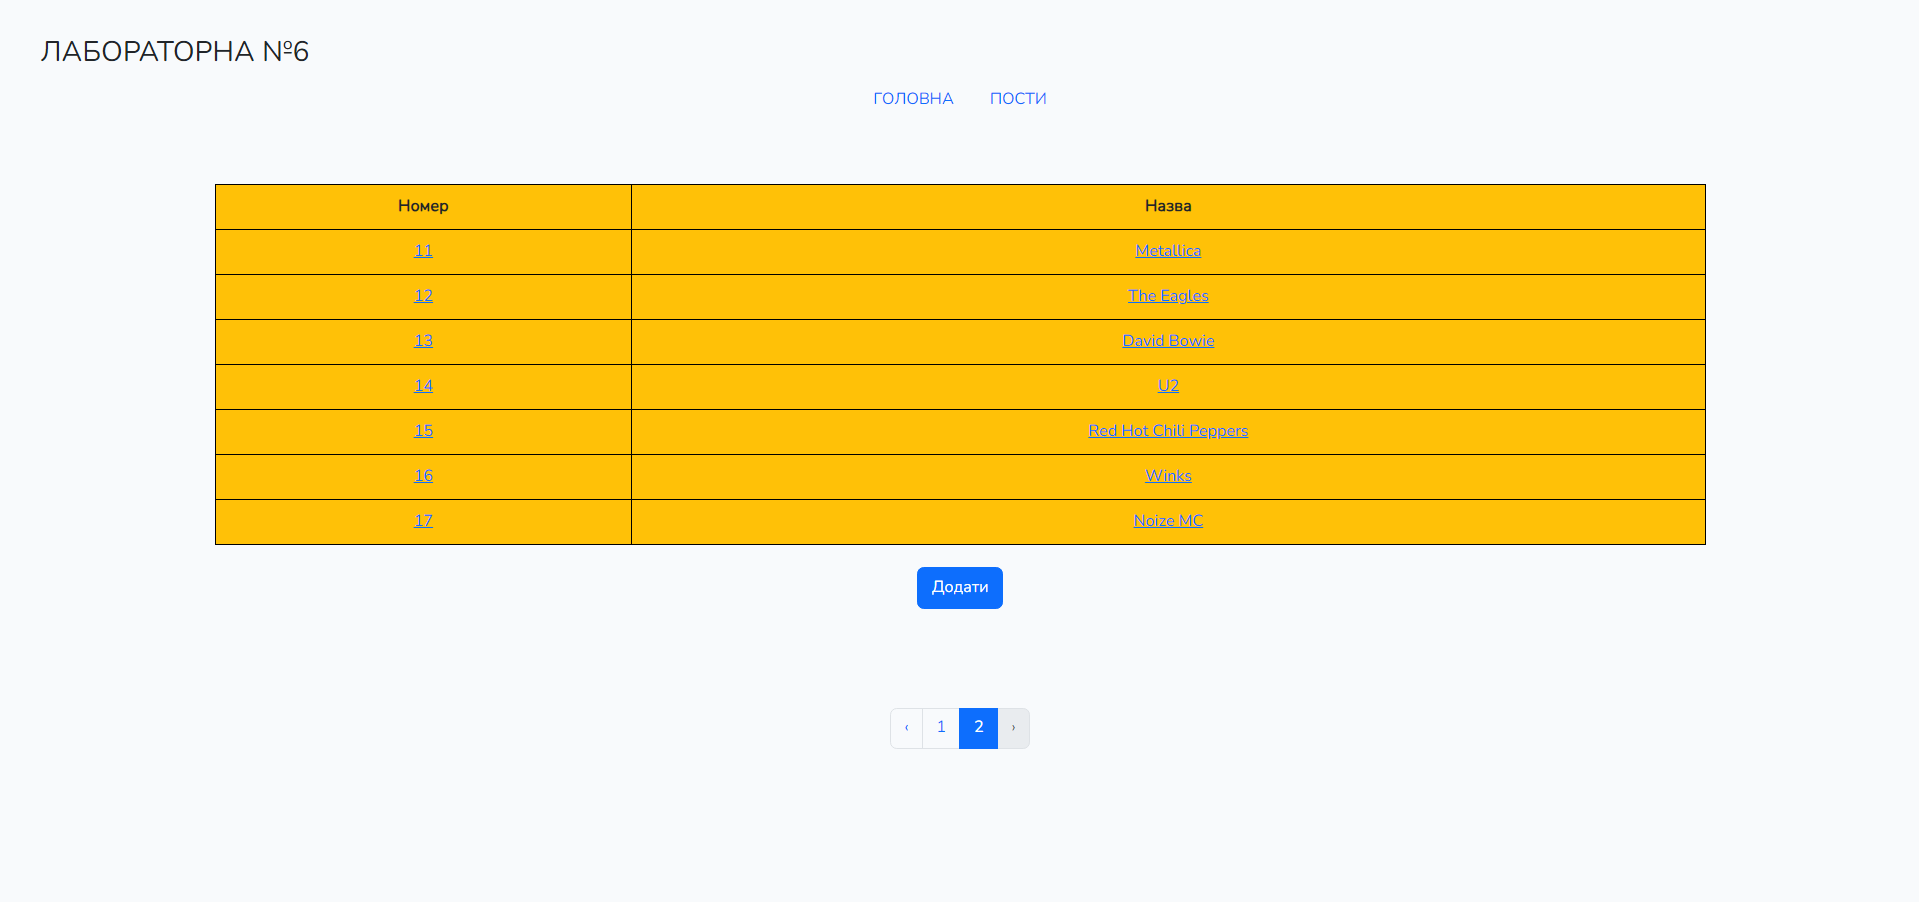 ЛАБОРАТОРНА №6
ГОЛОВНА ПОСТИ
Номер Назва
11 Metallica
12 The Eagles
13 David Bowie
14 U2
15 Red Hot Chili Peppers
16 Winks
17 Noize MC
Додати
‹ 1 2 ›